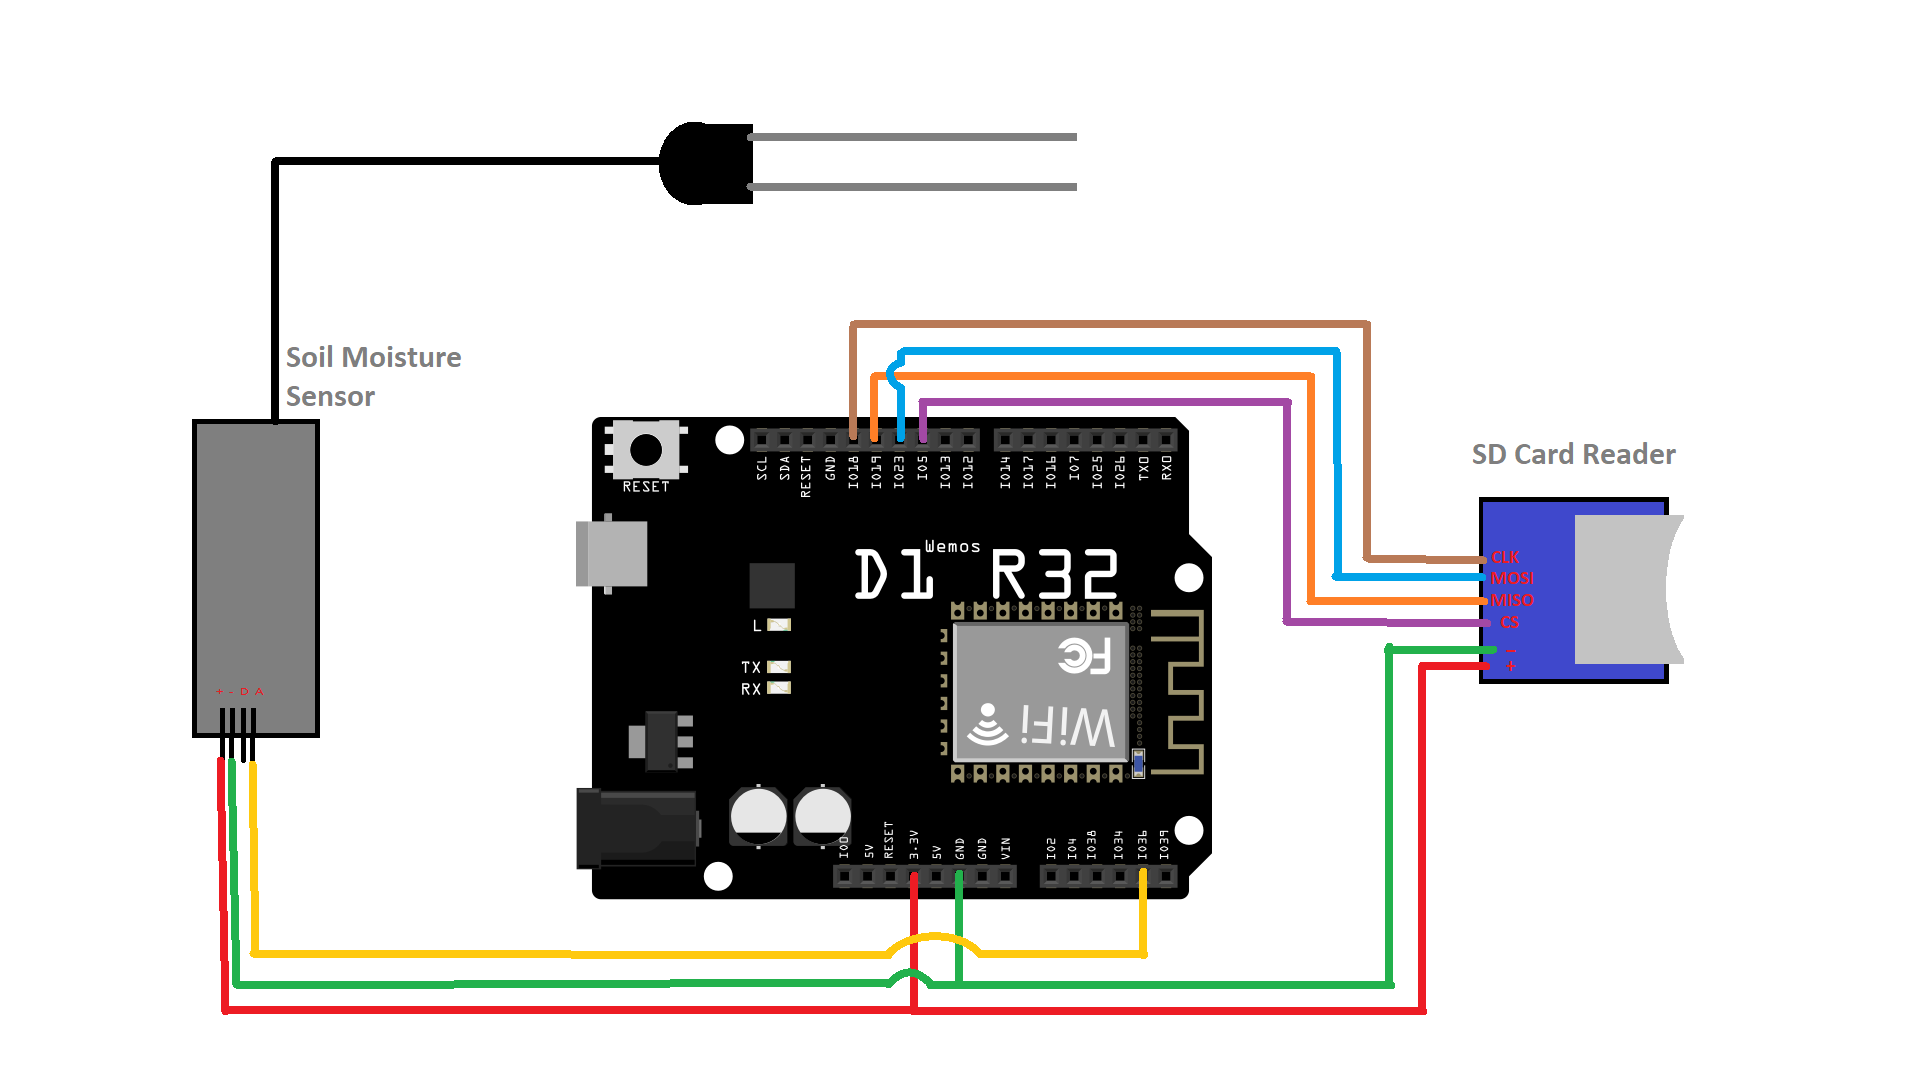 Soil Moisture
Sensor
SD Card Reader
RESET
SCL
SDA
RESET
GND
IO18
IO19
IO23
IO5
IO13
IO12
IO14
IO17
IO16
IO7
IO25
IO26
TXD
RXD
Wemos
D1 R32
L
TX
RX
FC
WiFi
CLK
MOSI
MISO
CS
-
+
+ - D A
IO0
5V
RESET
3.3V
5V
GND
GND
VIN
IO2
IO4
IO38
IO34
IO36
IO39